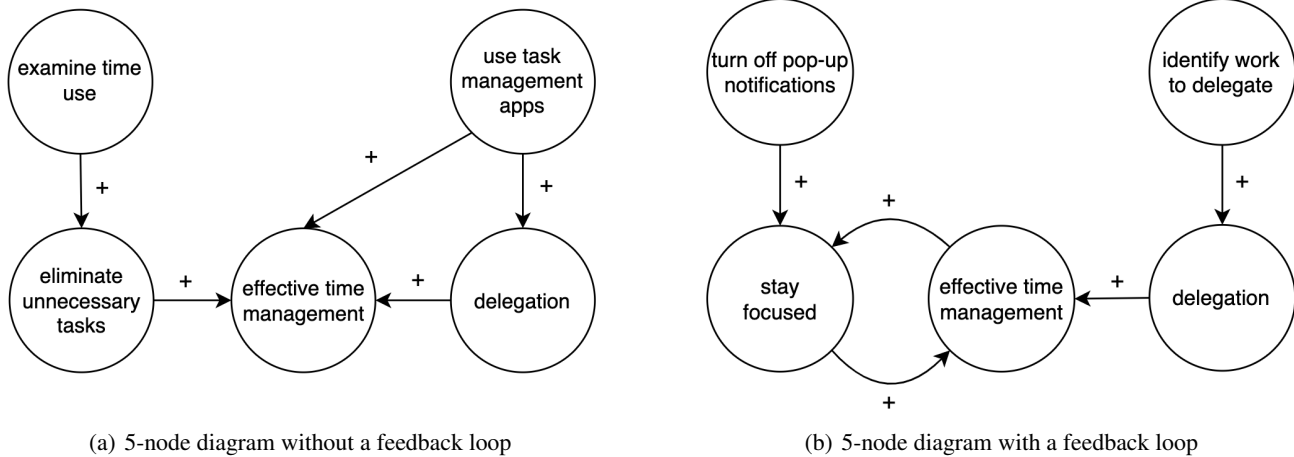 examine time
use
use task
management
apps
+
+
+
eliminate
unnecessary
tasks
+
effective time
management
+
delegation
(a) 5-node diagram without a feedback loop
turn off pop-up
notifications
identify work
to delegate
+
+
+
stay
focused
effective time
management
+
delegation
+
(b) 5-node diagram with a feedback loop